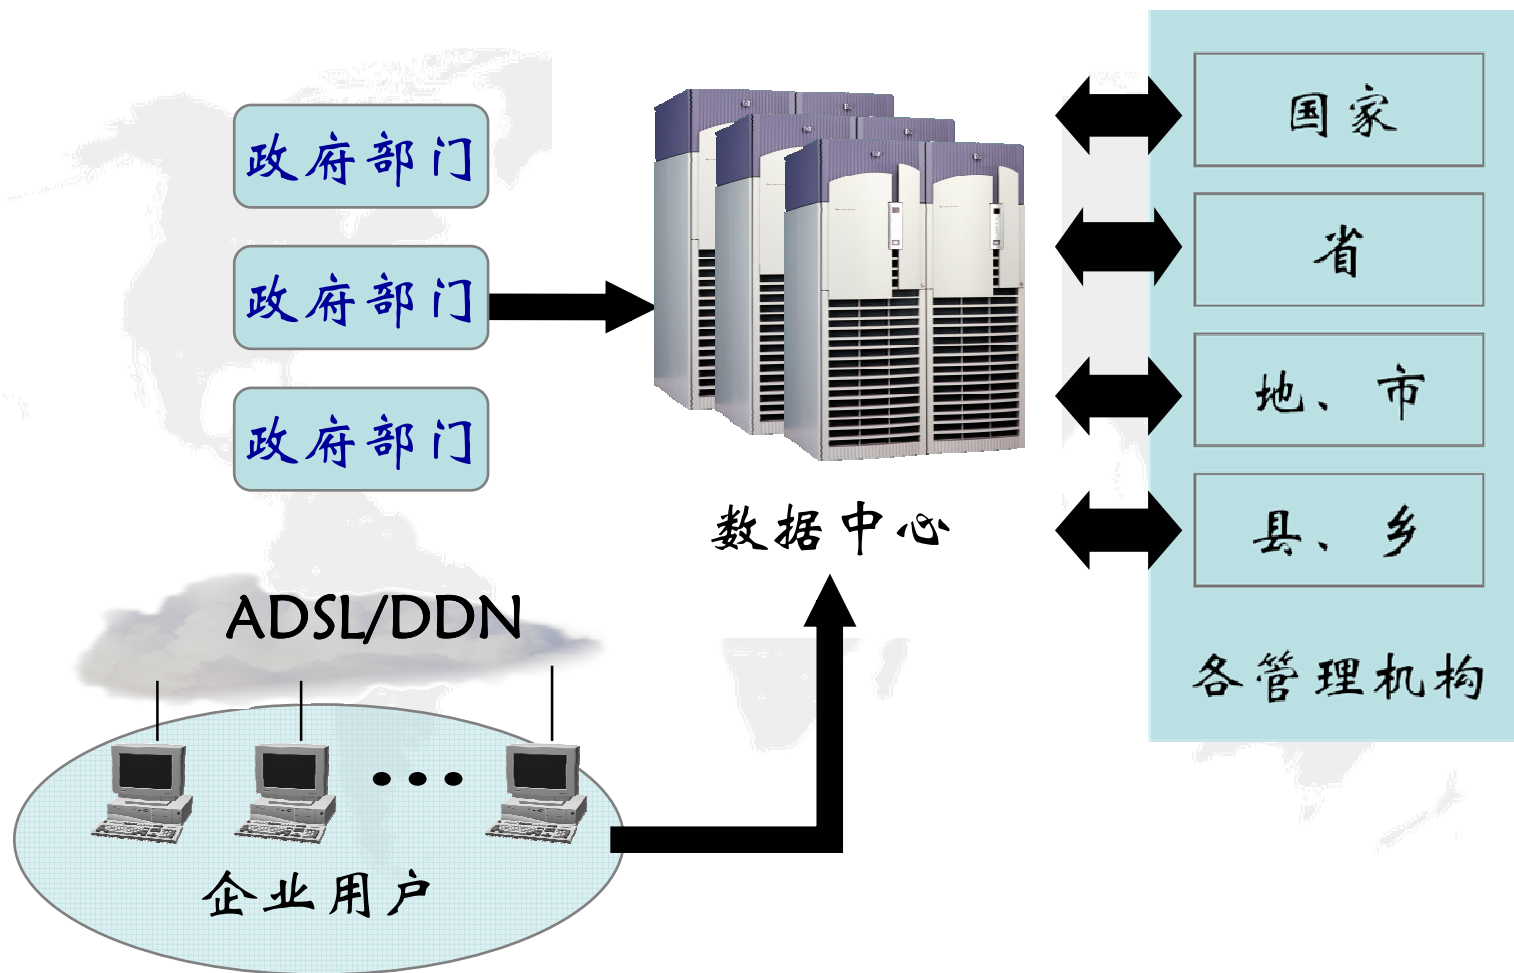 政府部门
政府部门
政府部门
数据中心
国家
省
地、市
县、乡
各管理机构
ADSL/DDN
企业用户